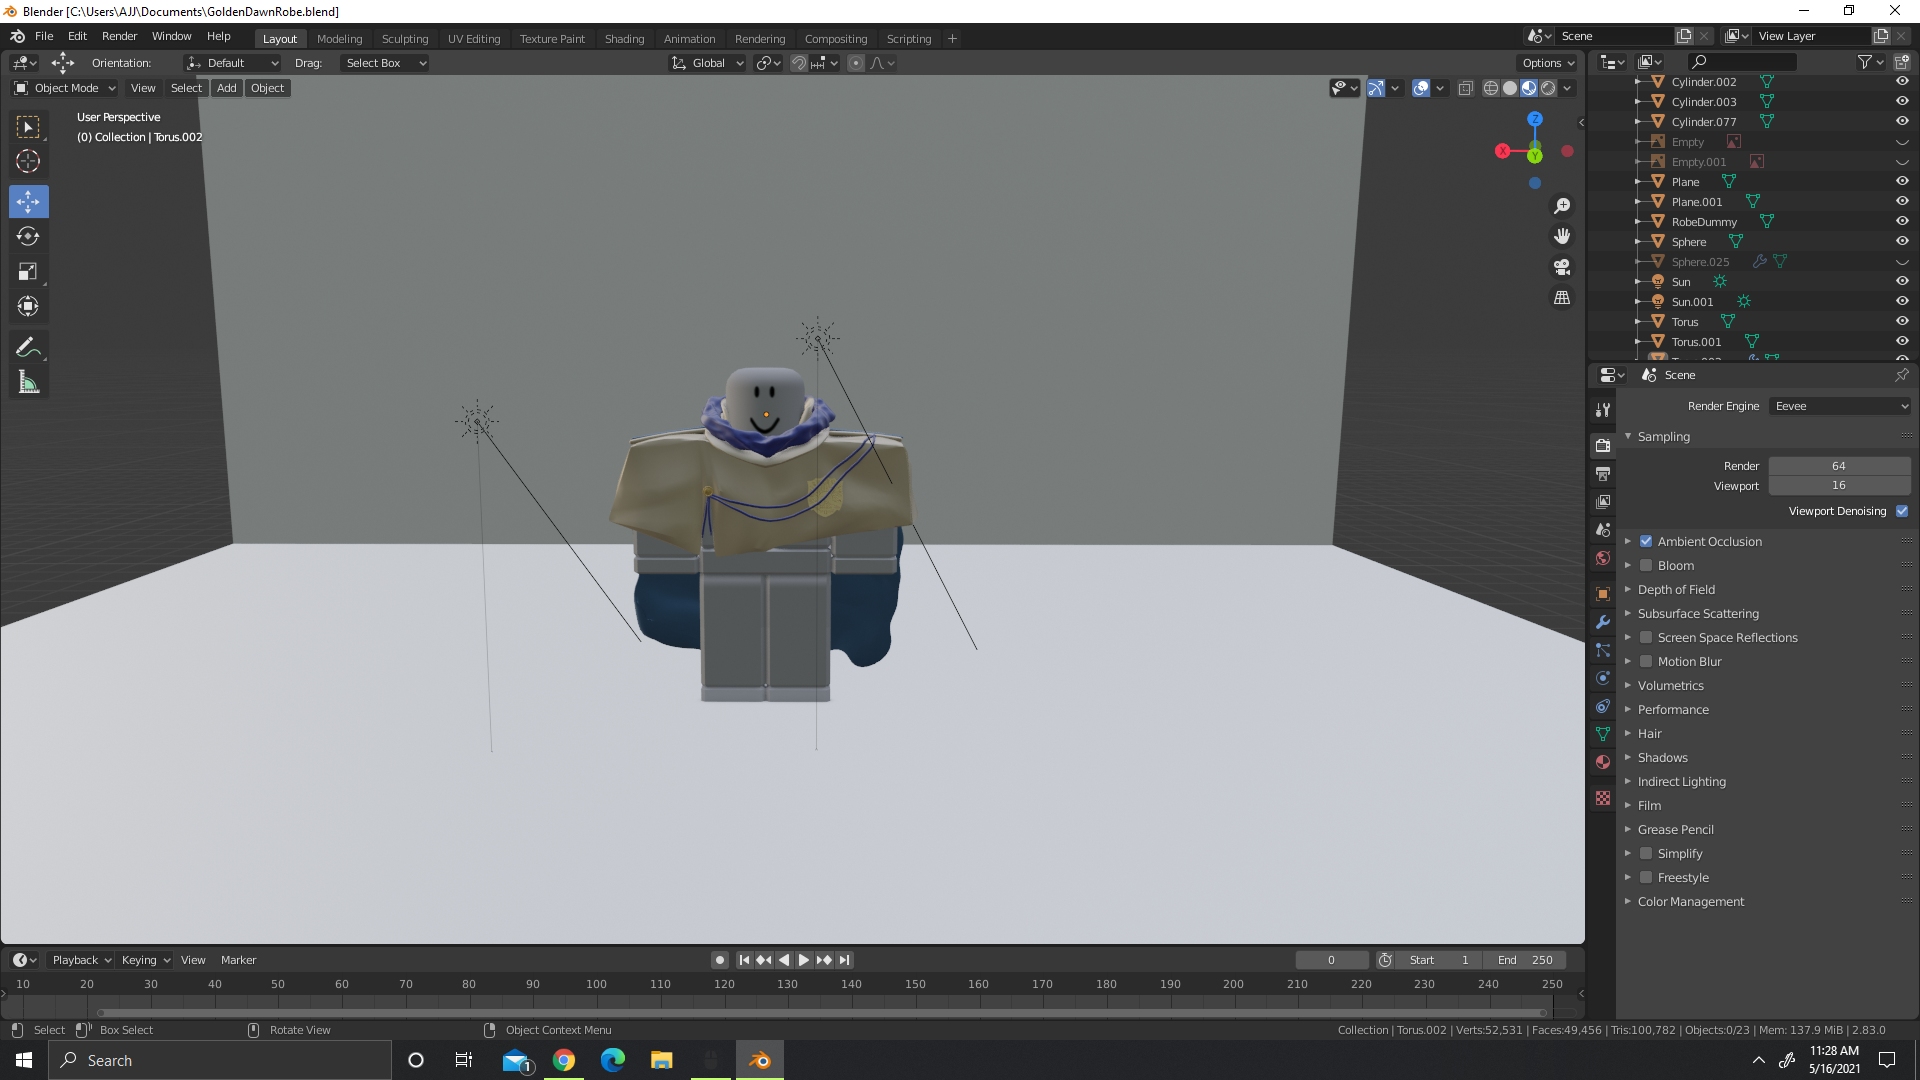 Blender [C:\Users\AJJ\Documents\GoldenDawnRobe.blend]
File Edit Render Window Help
Layout Modeling Sculpting UV Editing Texture Paint Shading Animation Rendering Compositing Scripting +
Scene
View Layer
Orientation: Default Drag: Select Box
Global
Options
Object Mode View Select Add Object
User Perspective
(0) Collection | Torus.002
Z
X
Y
Cylinder.002
Cylinder.003
Cylinder.077
Empty
Empty.001
Plane
Plane.001
RobeDummy
Sphere
Sphere.025
Sun
Sun.001
Torus
Torus.001
Scene
Render Engine Eevee
Sampling
Render 64
Viewport 16
Viewport Denoising
Ambient Occlusion
Bloom
Depth of Field
Subsurface Scattering
Screen Space Reflections
Motion Blur
Volumetrics
Performance
Hair
Shadows
Indirect Lighting
Film
Grease Pencil
Simplify
Freestyle
Color Management
Playback Keying View Marker
0 Start 1 End 250
10 20 30 40 50 60 70 80 90 100 110 120 130 140 150 160 170 180 190 200 210 220 230 240 250
Select Box Select Rotate View Object Context Menu
Collection | Torus.002 | Verts:52,531 | Faces:49,456 | Tris:100,782 | Objects:0/23 | Mem: 137.9 MiB | 2.83.0
Search
1
11:28 AM
5/16/2021